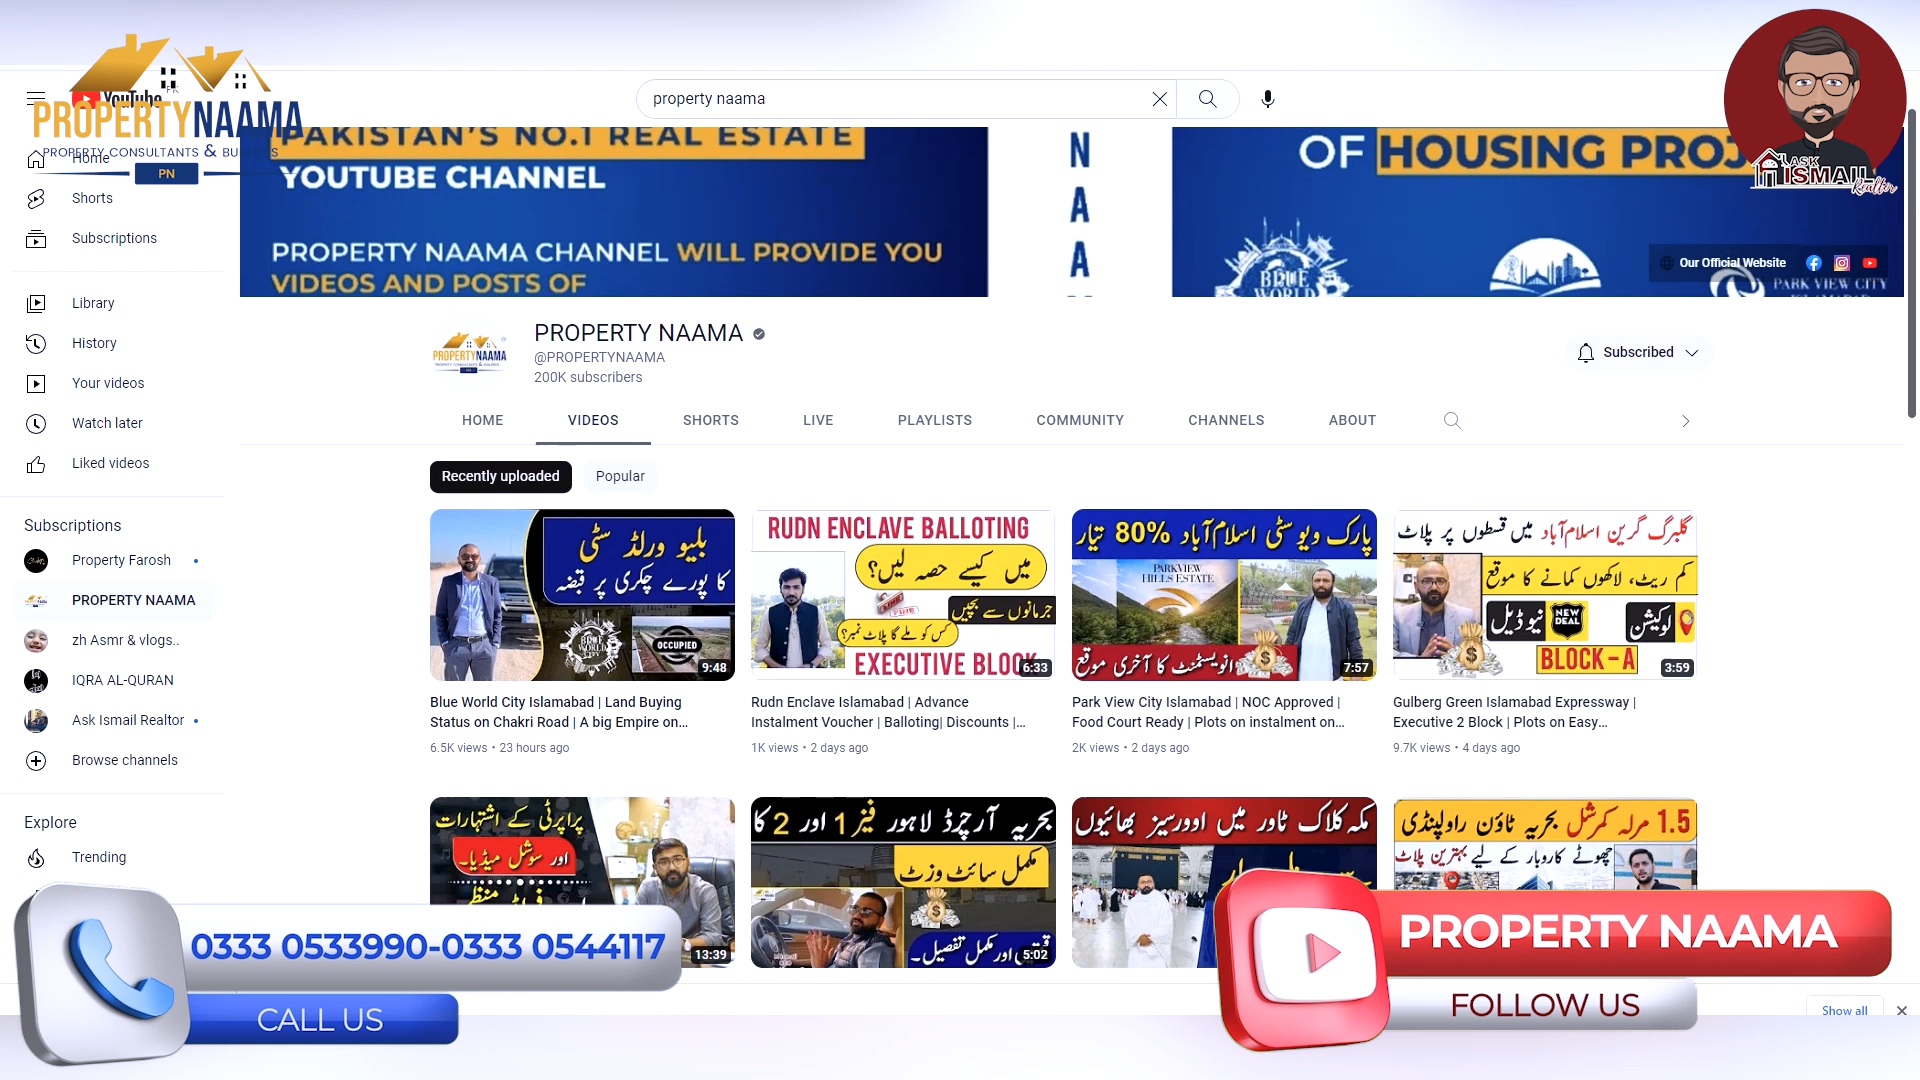 YouTube PK
PROPERTYNAAMA
PN
property naama
ASK
ISMAIL
Realtor
Home
Shorts
Subscriptions
Library
History
Your videos
Watch later
Liked videos
Subscriptions
Property Farosh
PROPERTY NAAMA
zh Asmr & vlogs..
IQRA AL-QURAN
Ask Ismail Realtor
Browse channels
Explore
Trending
PAKISTAN'S NO.1 REAL ESTATE
YOUTUBE CHANNEL
PROPERTY NAAMA CHANNEL WILL PROVIDE YOU
VIDEOS AND POSTS OF
N
A
A
OF HOUSING PROJ
BLUE
WORLD
PARK VIEW CITY
Our Official Website
PROPERTYNAAMA
PROPERTY NAAMA
@PROPERTYNAAMA
200K subscribers
Subscribed
HOME VIDEOS SHORTS LIVE PLAYLISTS COMMUNITY CHANNELS ABOUT
Recently uploaded Popular
بلیو ورلڈ سٹی
کا پورے چکری پر قبضہ
BLUE
WORLD
CITY
OCCUPIED
9:48
Blue World City Islamabad | Land Buying
Status on Chakri Road | A big Empire on...
6.5K views • 23 hours ago
RUDN ENCLAVE BALLOTING
میں کیسے حصہ لیں؟
جرمانوں سے بچیں
کس کو ملے گا پلاٹ نمبر؟
EXECUTIVE BLOCK
6:33
Rudn Enclave Islamabad | Advance
Instalment Voucher | Balloting| Discounts |...
1K views • 2 days ago
پارک ویو سٹی اسلام آباد 80% تیار
PARKVIEW
HILLS ESTATE
انویسٹمنٹ کا آخری موقع
7:57
Park View City Islamabad | NOC Approved |
Food Court Ready | Plots on instalment on...
2K views • 2 days ago
گلبرگ گرین اسلام آباد میں قسطوں پر پلاٹ
کم ریٹ، لاکھوں کمانے کا موقع
نیو ڈیل
NEW
DEAL
لوکیشن
BLOCK-A
3:59
Gulberg Green Islamabad Expressway |
Executive 2 Block | Plots on Easy...
9.7K views • 4 days ago
پراپرٹی کے اشتہارات
اور سوشل میڈیا۔
13:39
بحریہ آرچرڈ لاہور فیز 1 اور 2 کا
مکمل سائٹ وزٹ
اور مکمل تفصیل۔
5:02
مکہ کلاک ٹاور میں اوورسیز بھائیوں
1.5 مرلہ کمرشل بحریہ ٹاؤن راولپنڈی
چھوٹے کاروبار کے لیے بہترین پلاٹ
0333 0533990-0333 0544117
CALL US
PROPERTY NAAMA
FOLLOW US
Show all